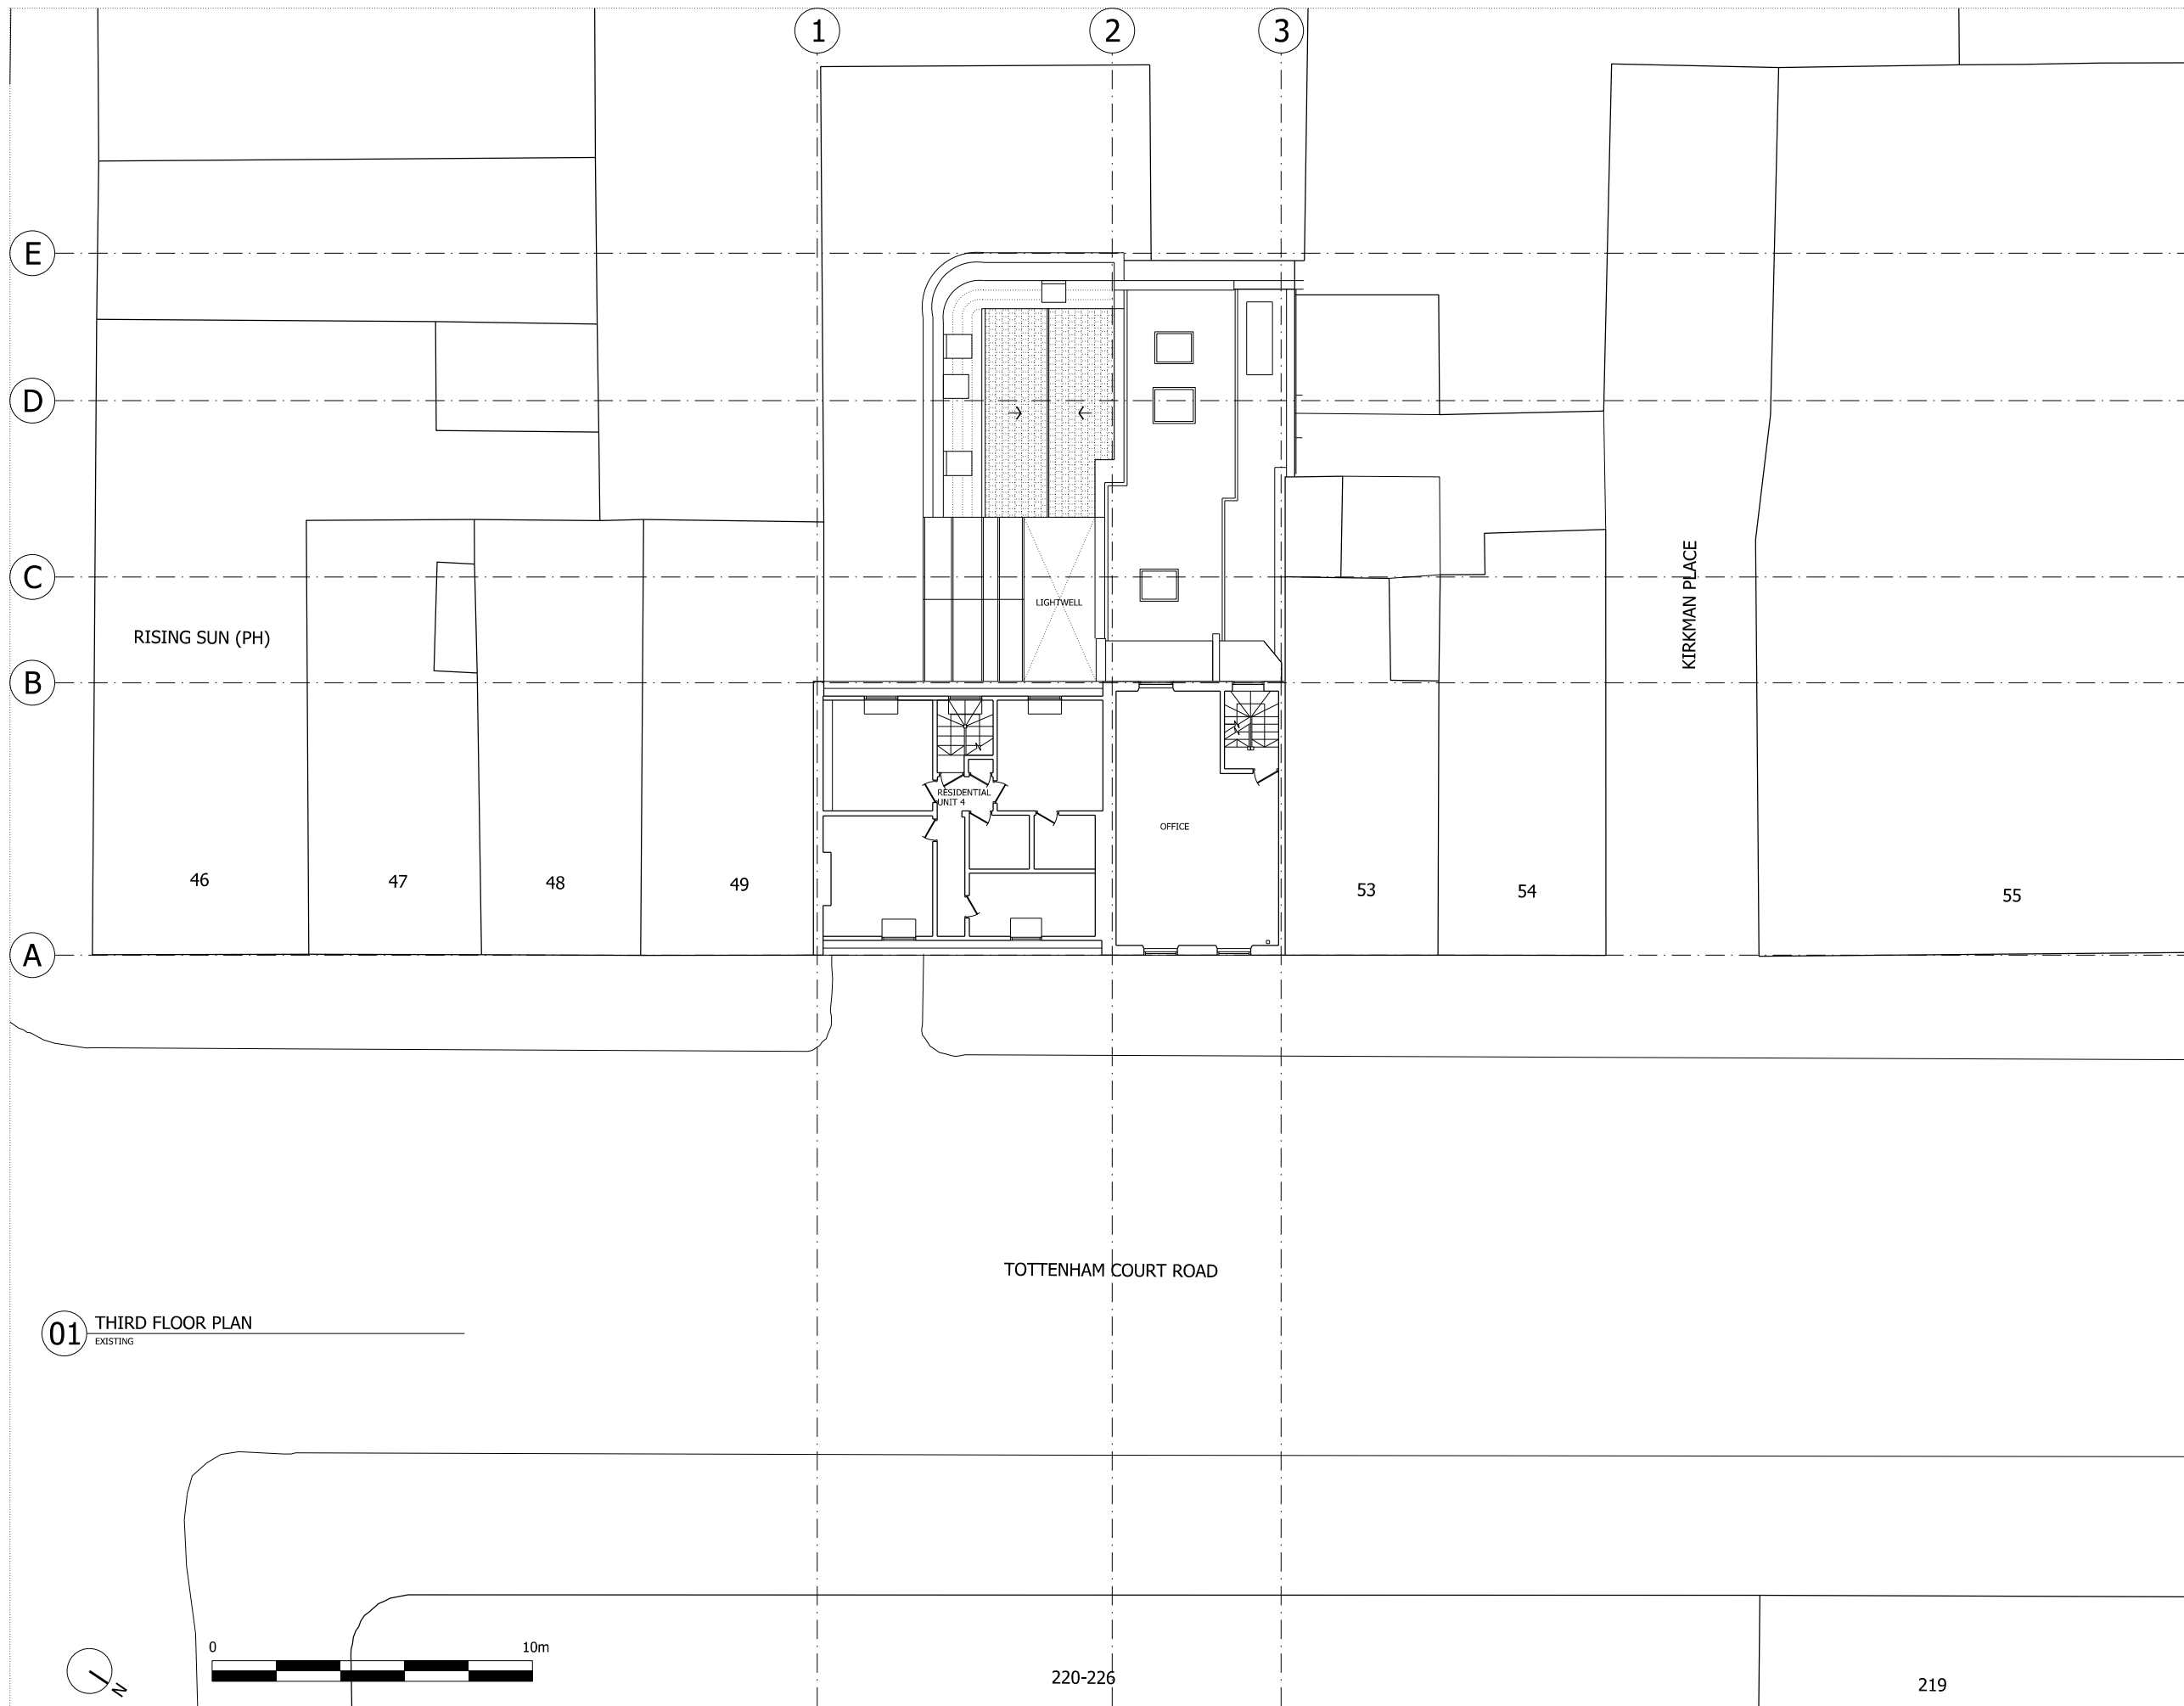 1
2
3
E
D
C
LIGHTWELL
KIRKMAN PLACE
RISING SUN (PH)
B
RESIDENTIAL
UNIT 4
OFFICE
46
47
48
49
53
54
55
A
TOTTENHAM COURT ROAD
01
THIRD FLOOR PLAN
EXISTING
0
10m
N
220-226
219